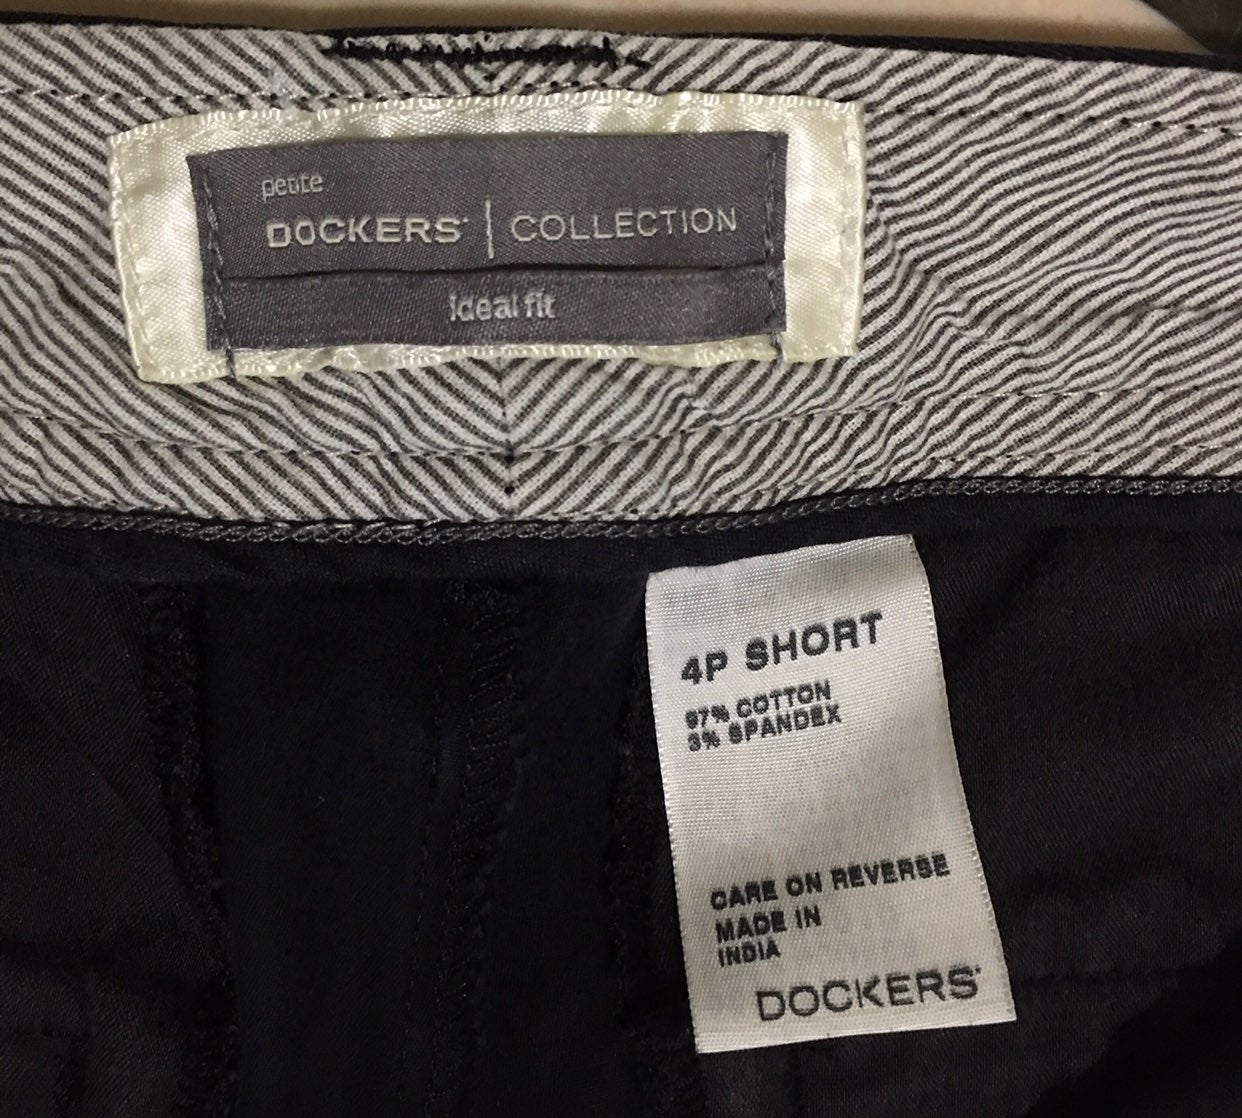 petite
DOCKERS® | COLLECTION
ideal fit
4P SHORT
97% COTTON
3% SPANDEX
CARE ON REVERSE
MADE IN
INDIA
DOCKERS®